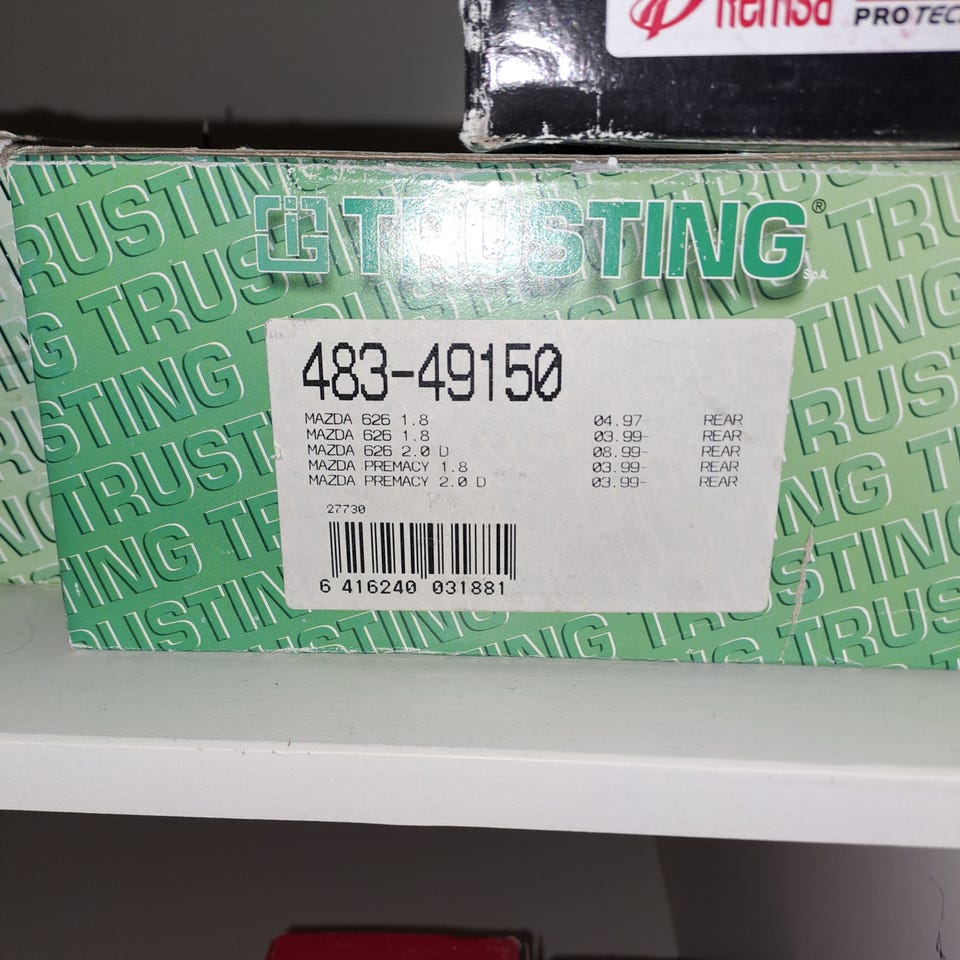 Remsa
PROTEC
TRUSTING®
S.p.A.
483-49150
MAZDA 626 1.8 04.97- REAR
MAZDA 626 1.8 03.99- REAR
MAZDA 626 2.0 D 08.99- REAR
MAZDA PREMACY 1.8 03.99- REAR
MAZDA PREMACY 2.0 D 03.99- REAR
27730
6 416240 031881